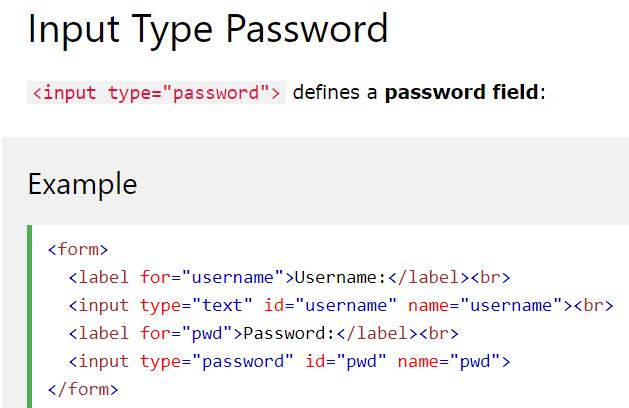 Input Type Password
<input type="password"> defines a password field:
Example
<form>
<label for="username">Username:</label><br>
<input type="text" id="username" name="username"><br>
<label for="pwd">Password:</label><br>
<input type="password" id="pwd" name="pwd">
</form>